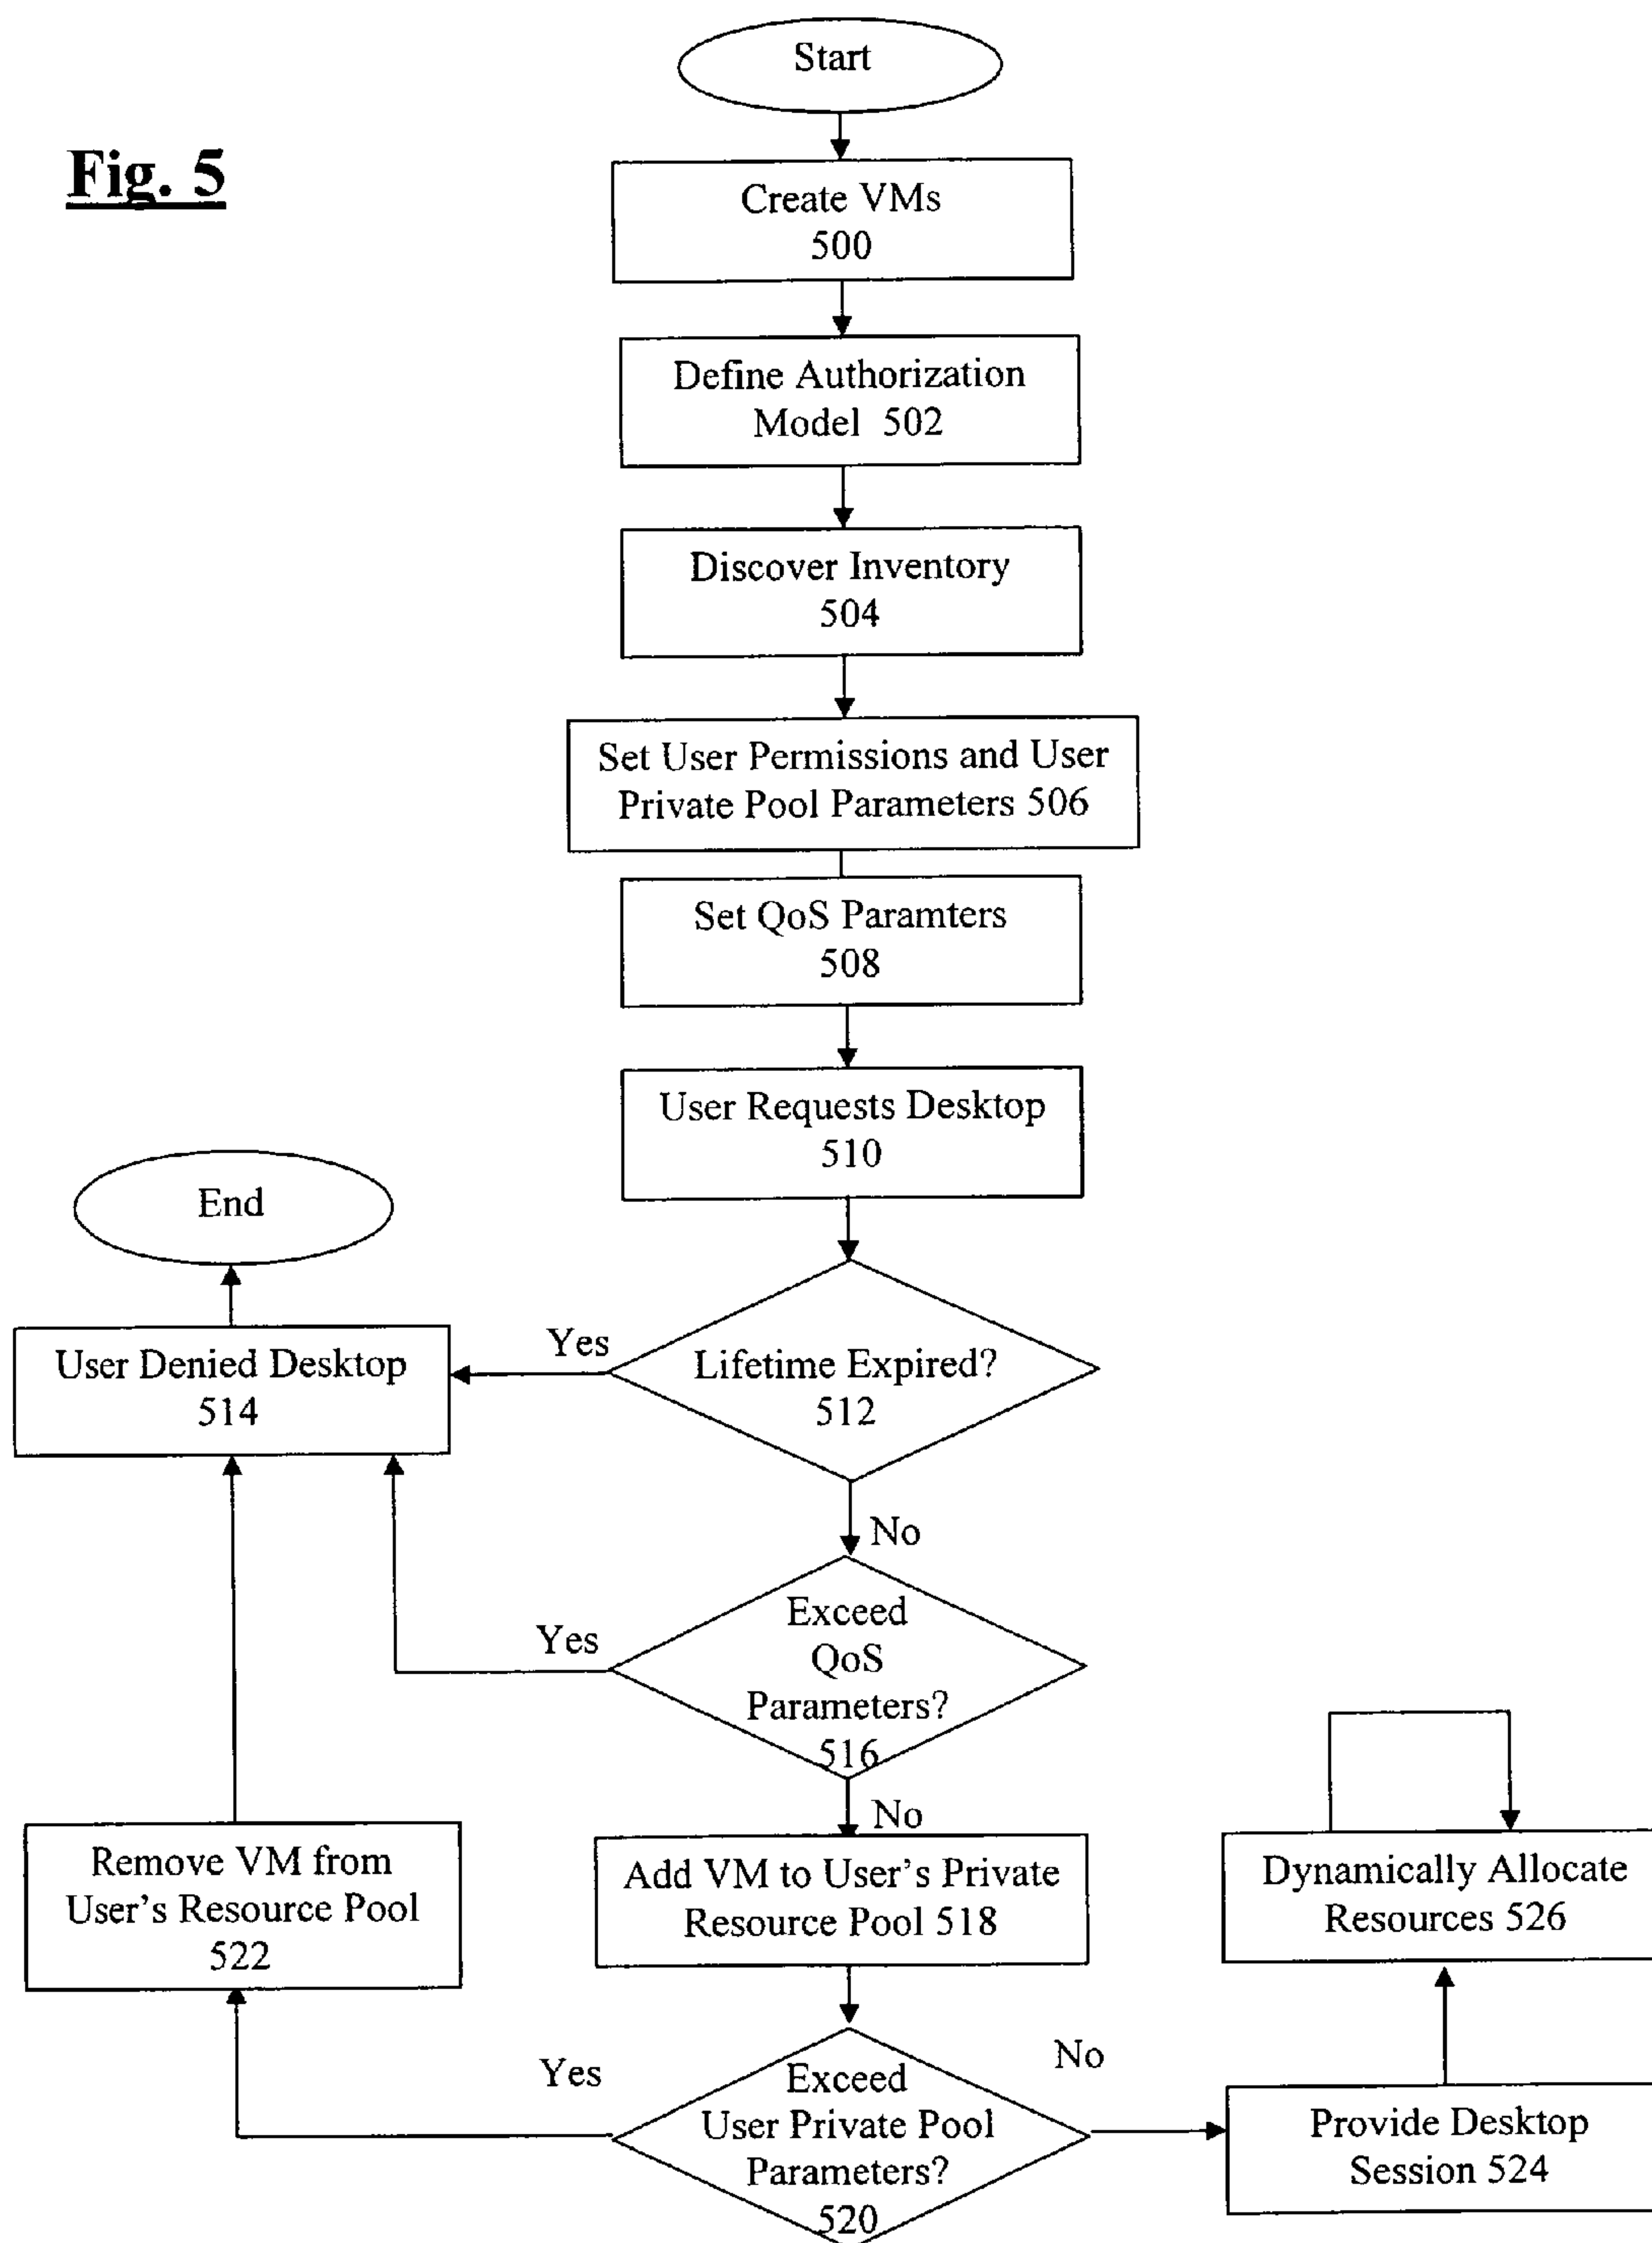 Start
Fig. 5
Create VMs
500
Define Authorization
Model 502
Discover Inventory
504
Set User Permissions and User
Private Pool Parameters 506
Set QoS Paramters
508
User Requests Desktop
510
End
Yes
User Denied Desktop
514
Lifetime Expired?
512
No
Exceed
QoS
Parameters?
516
Yes
No
Remove VM from
User's Resource Pool
522
Add VM to User's Private
Resource Pool 518
Dynamically Allocate
Resources 526
Yes
Exceed
User Private Pool
Parameters?
520
No
Provide Desktop
Session 524